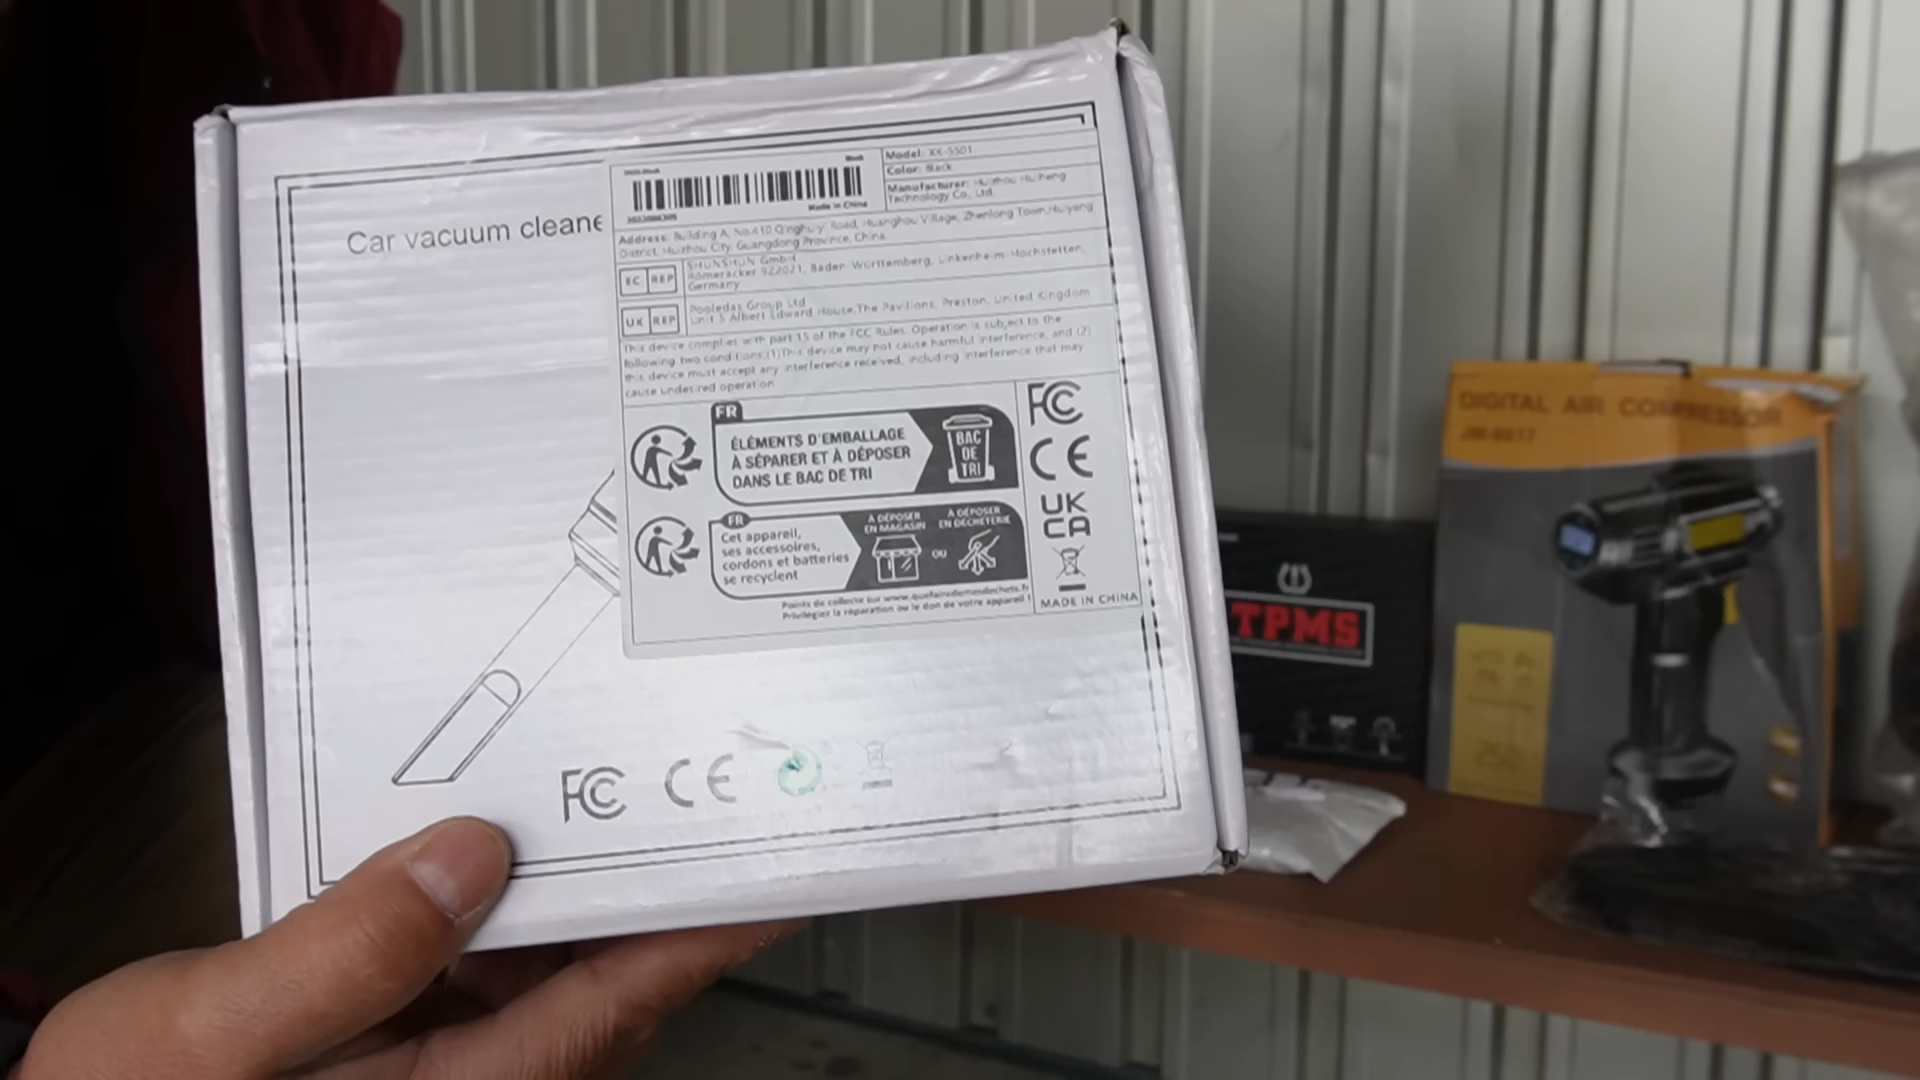 Car vacuum cleane
Black
Made in China
Model: KK-5501
Color: Black
Manufacturer: Huizhou Huiheng
Technology Co., Ltd.
Address: Building A, No.410 Qinghuyi Road, Huanghou Village, Zhenlong Town,Huiyang
District, Huizhou City, Guangdong Province, China
EC REP
SHUNSHUN GmbH
Römeräcker 9Z2021, Baden-Württemberg, Linkenheim-Hochstetten,
Germany
UK REP
Pooledas Group Ltd
Unit 5 Albert Edward House,The Pavilions, Preston, United Kingdom
This device complies with part 15 of the FCC Rules. Operation is subject to the
following two conditions:(1)This device may not cause harmful interference, and (2)
this device must accept any interference received, including interference that may
cause undesired operation
FR
ÉLÉMENTS D'EMBALLAGE
À SÉPARER ET À DÉPOSER
DANS LE BAC DE TRI
BAC
DE
TRI
FR
Cet appareil,
ses accessoires,
cordons et batteries
se recyclent
À DÉPOSER
EN MAGASIN
OU
À DÉPOSER
EN DÉCHÈTERIE
Points de collecte sur www.quefairedemesdechets.fr
Privilégiez la réparation ou le don de votre appareil !
FC
CE
UK
CA
MADE IN CHINA
FC CE
TPMS
DIGITAL AIR COMPRESSOR